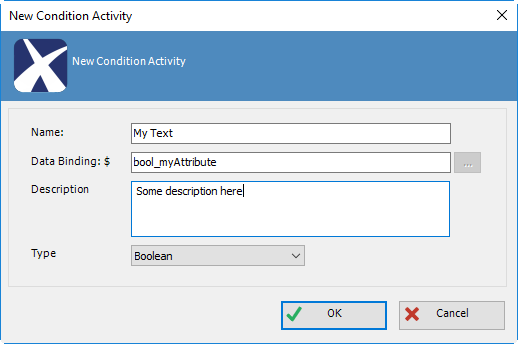 New Condition Activity
New Condition Activity
Name:
My Text
Data Binding: $
bool_myAttribute
...
Description
Some description here
Type
Boolean
OK
Cancel